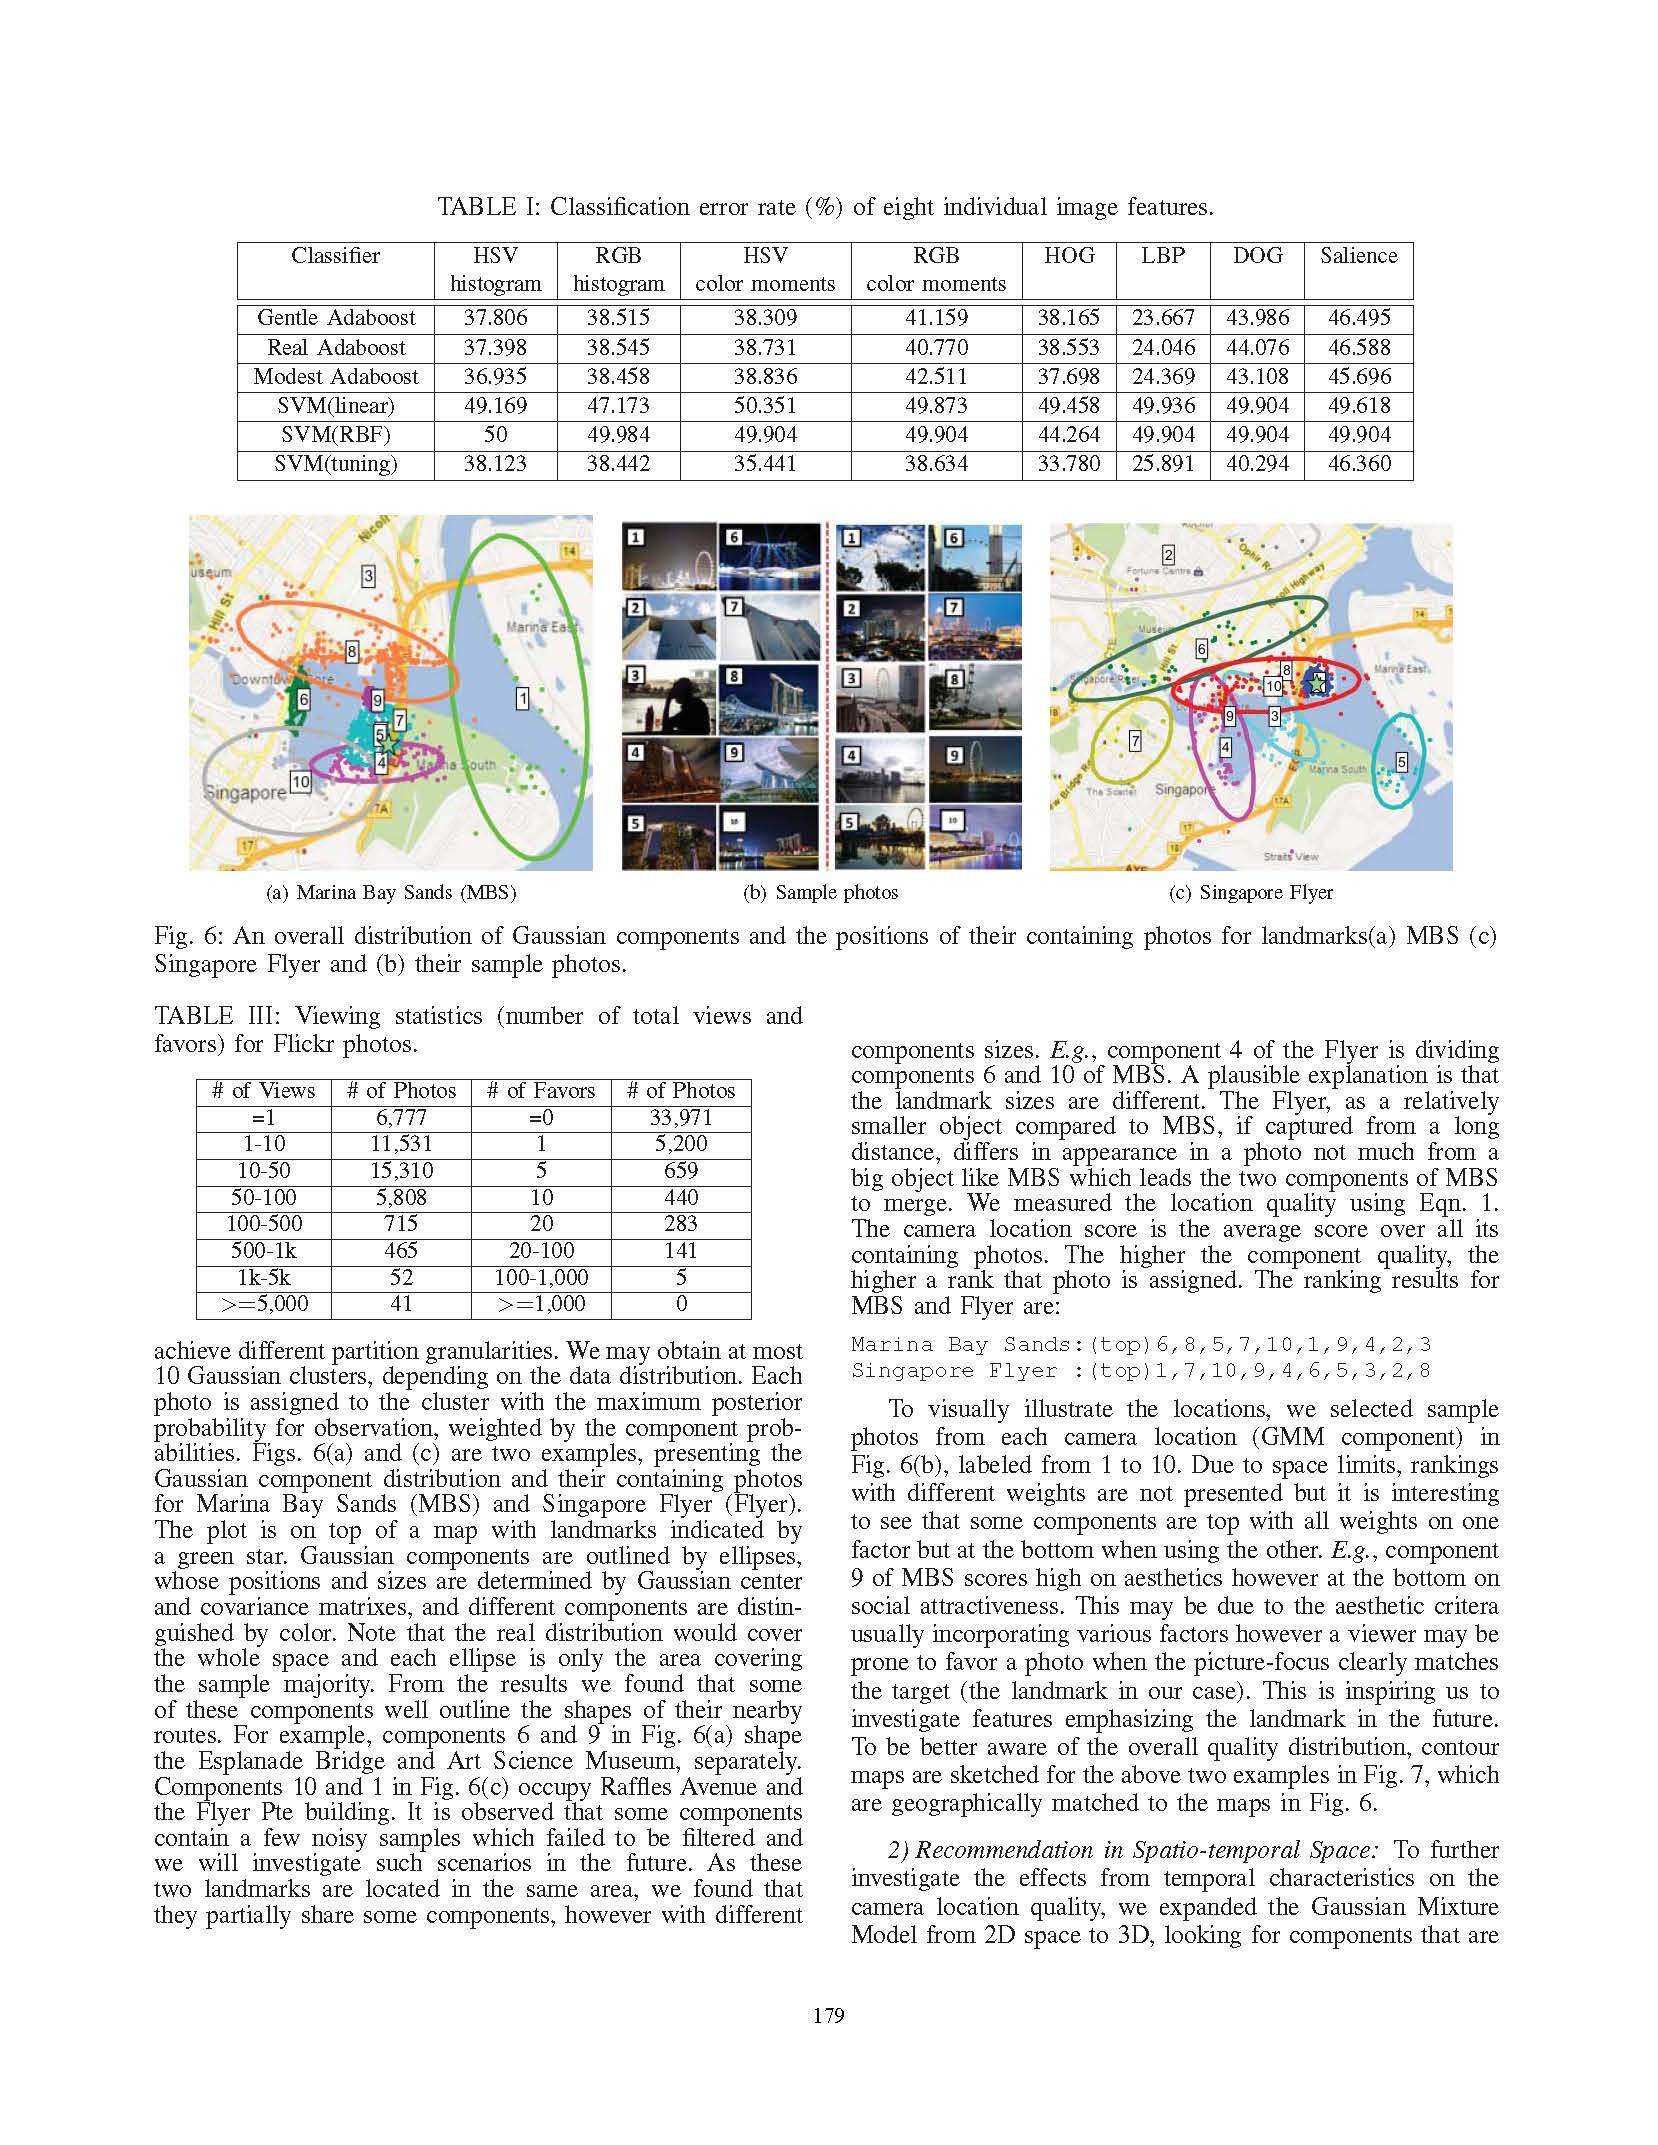 TABLE I: Classification error rate (%) of eight individual image features.
Classifier HSV histogram RGB histogram HSV color moments RGB color moments HOG LBP DOG Salience
Gentle Adaboost 37.806 38.515 38.309 41.159 38.165 23.667 43.986 46.495
Real Adaboost 37.398 38.545 38.731 40.770 38.553 24.046 44.076 46.588
Modest Adaboost 36.935 38.458 38.836 42.511 37.698 24.369 43.108 45.696
SVM(linear) 49.169 47.173 50.351 49.873 49.458 49.936 49.904 49.618
SVM(RBF) 50 49.984 49.904 49.904 44.264 49.904 49.904 49.904
SVM(tuning) 38.123 38.442 35.441 38.634 33.780 25.891 40.294 46.360
Nicoll
14
useum
3
Hill St
Marina East
8
Downtown Core
6
9
1
7
5
4
Marina South
10
Singapore
17A
17
1 6
2 7
3 8
4 9
5 10
1 6
2 7
3 8
4 9
5 10
2
Ophir R.
Fortune Centre
Nicoll Highway
14
Museum
Hill St
6
8
Marina East
Singapore River
10
9
3
7
4
5
Marina South
Singapore
17A
17
16
Straits View
AYE
(a) Marina Bay Sands (MBS)
(b) Sample photos
(c) Singapore Flyer
Fig. 6: An overall distribution of Gaussian components and the positions of their containing photos for landmarks(a) MBS (c)
Singapore Flyer and (b) their sample photos.
TABLE III: Viewing statistics (number of total views and
favors) for Flickr photos.
# of Views # of Photos # of Favors # of Photos
=1 6,777 =0 33,971
1-10 11,531 1 5,200
10-50 15,310 5 659
50-100 5,808 10 440
100-500 715 20 283
500-1k 465 20-100 141
1k-5k 52 100-1,000 5
>=5,000 41 >=1,000 0
achieve different partition granularities. We may obtain at most
10 Gaussian clusters, depending on the data distribution. Each
photo is assigned to the cluster with the maximum posterior
probability for observation, weighted by the component prob-
abilities. Figs. 6(a) and (c) are two examples, presenting the
Gaussian component distribution and their containing photos
for Marina Bay Sands (MBS) and Singapore Flyer (Flyer).
The plot is on top of a map with landmarks indicated by
a green star. Gaussian components are outlined by ellipses,
whose positions and sizes are determined by Gaussian center
and covariance matrixes, and different components are distin-
guished by color. Note that the real distribution would cover
the whole space and each ellipse is only the area covering
the sample majority. From the results we found that some
of these components well outline the shapes of their nearby
routes. For example, components 6 and 9 in Fig. 6(a) shape
the Esplanade Bridge and Art Science Museum, separately.
Components 10 and 1 in Fig. 6(c) occupy Raffles Avenue and
the Flyer Pte building. It is observed that some components
contain a few noisy samples which failed to be filtered and
we will investigate such scenarios in the future. As these
two landmarks are located in the same area, we found that
they partially share some components, however with different
components sizes. E.g., component 4 of the Flyer is dividing
components 6 and 10 of MBS. A plausible explanation is that
the landmark sizes are different. The Flyer, as a relatively
smaller object compared to MBS, if captured from a long
distance, differs in appearance in a photo not much from a
big object like MBS which leads the two components of MBS
to merge. We measured the location quality using Eqn. 1.
The camera location score is the average score over all its
containing photos. The higher the component quality, the
higher a rank that photo is assigned. The ranking results for
MBS and Flyer are:
Marina Bay Sands:(top)6,8,5,7,10,1,9,4,2,3
Singapore Flyer :(top)1,7,10,9,4,6,5,3,2,8
To visually illustrate the locations, we selected sample
photos from each camera location (GMM component) in
Fig. 6(b), labeled from 1 to 10. Due to space limits, rankings
with different weights are not presented but it is interesting
to see that some components are top with all weights on one
factor but at the bottom when using the other. E.g., component
9 of MBS scores high on aesthetics however at the bottom on
social attractiveness. This may be due to the aesthetic critera
usually incorporating various factors however a viewer may be
prone to favor a photo when the picture-focus clearly matches
the target (the landmark in our case). This is inspiring us to
investigate features emphasizing the landmark in the future.
To be better aware of the overall quality distribution, contour
maps are sketched for the above two examples in Fig. 7, which
are geographically matched to the maps in Fig. 6.
2) Recommendation in Spatio-temporal Space: To further
investigate the effects from temporal characteristics on the
camera location quality, we expanded the Gaussian Mixture
Model from 2D space to 3D, looking for components that are
179